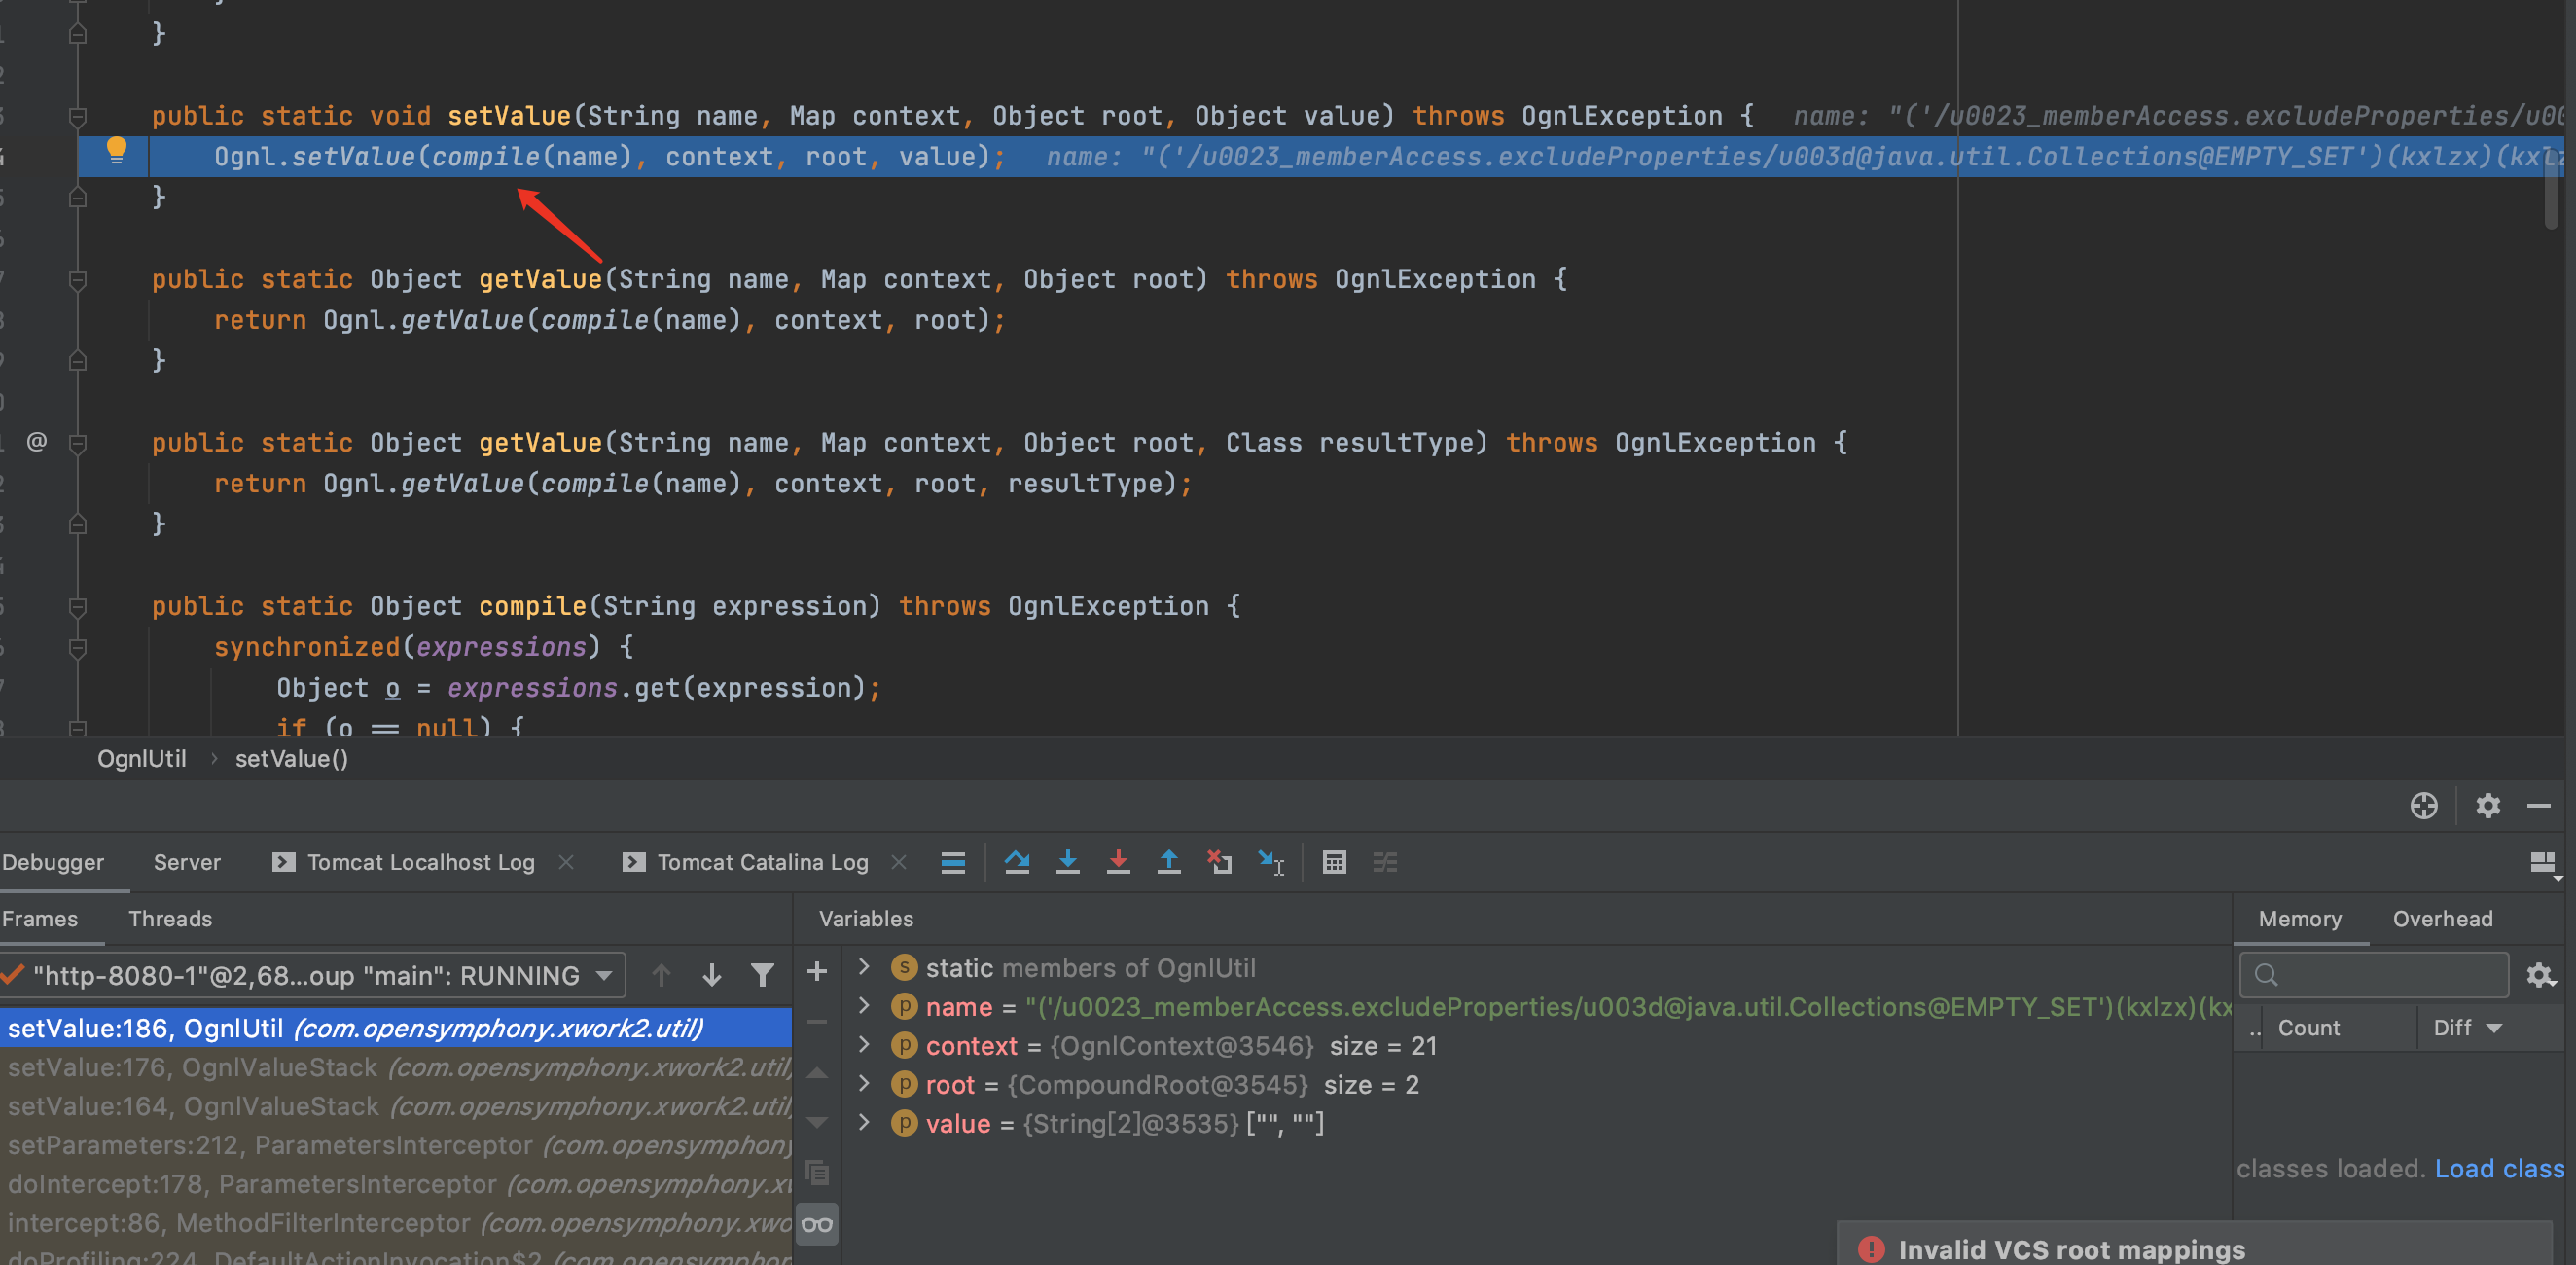 }
public static void setValue(String name, Map context, Object root, Object value) throws OgnlException {   name: "('/u0023_memberAccess.excludeProperties/u00
Ognl.setValue(compile(name), context, root, value);   name: "('/u0023_memberAccess.excludeProperties/u003d@java.util.Collections@EMPTY_SET')(kxlzx)(kxlz
}
@
public static Object getValue(String name, Map context, Object root) throws OgnlException {
return Ognl.getValue(compile(name), context, root);
}
public static Object getValue(String name, Map context, Object root, Class resultType) throws OgnlException {
return Ognl.getValue(compile(name), context, root, resultType);
}
public static Object compile(String expression) throws OgnlException {
synchronized(expressions) {
Object o = expressions.get(expression);
if (o == null) {
OgnlUtil › setValue()
Debugger Server Tomcat Localhost Log × Tomcat Catalina Log ×
Frames Threads Variables Memory Overhead
"http-8080-1"@2,68...oup "main": RUNNING
setValue:186, OgnlUtil (com.opensymphony.xwork2.util)
setValue:176, OgnlValueStack (com.opensymphony.xwork2.util)
setValue:164, OgnlValueStack (com.opensymphony.xwork2.util
setParameters:212, ParametersInterceptor (com.opensymphony
doIntercept:178, ParametersInterceptor (com.opensymphony.xw
intercept:86, MethodFilterInterceptor (com.opensymphony.xwo
doProfiling:224, DefaultActionInvocation$2 (com.opensymphon
static members of OgnlUtil
name = "('/u0023_memberAccess.excludeProperties/u003d@java.util.Collections@EMPTY_SET')(kxlzx)(kx
context = {OgnlContext@3546} size = 21
root = {CompoundRoot@3545} size = 2
value = {String[2]@3535} ["", ""]
.. Count Diff
classes loaded. Load class
Invalid VCS root mappings